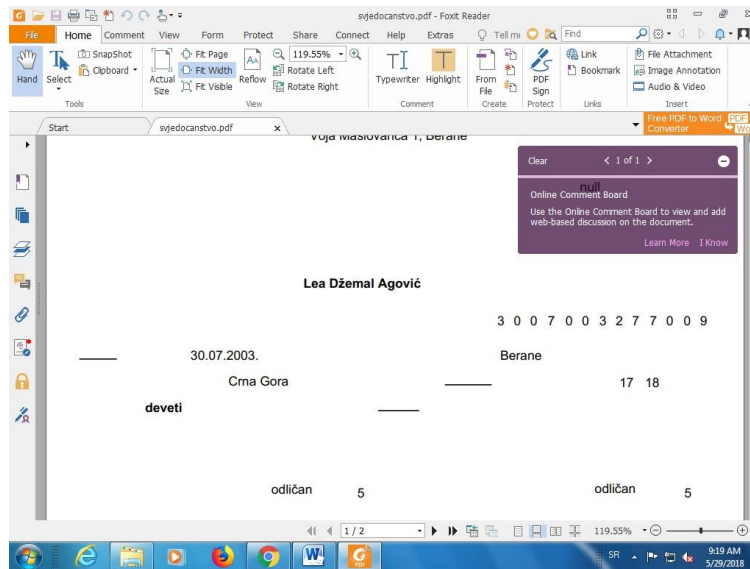 svjedocanstvo.pdf - Foxit Reader
File Home Comment View Form Protect Share Connect Help Extras Tell m Find
Hand
Select
SnapShot
Clipboard
Tools
Actual Size
Fit Page
Fit Width
Fit Visible
Reflow
119.55%
Rotate Left
Rotate Right
View
Typewriter Highlight
Comment
From File
Create
PDF Sign
Protect
Link
Bookmark
Links
File Attachment
Image Annotation
Audio & Video
Insert
Start svjedocanstvo.pdf x
Free PDF to Word
Converter
Voja Maslovarića 1, Berane
Clear < 1 of 1 >
null
Online Comment Board
Use the Online Comment Board to view and add
web-based discussion on the document.
Learn More I Know
Lea Džemal Agović
3 0 0 7 0 0 3 2 7 7 0 0 9
30.07.2003. Berane
Crna Gora 17 18
deveti
odličan 5 odličan 5
1 / 2 119.55%
SR 9:19 AM
5/29/2018